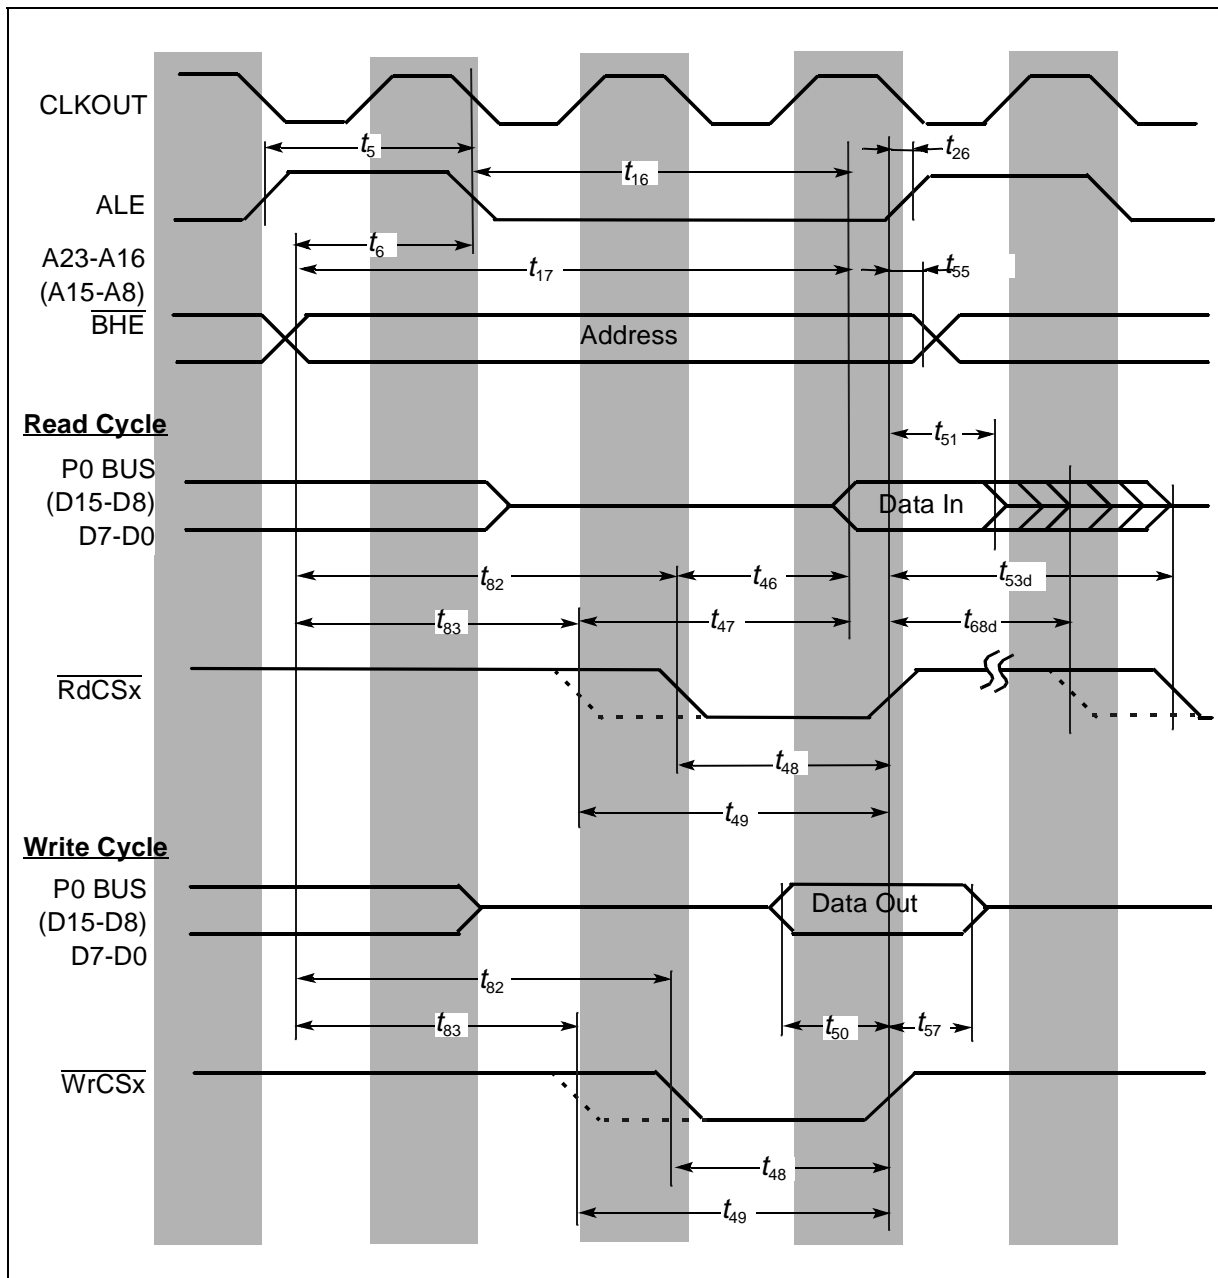 CLKOUT
t5
t26
t16
ALE
t6
A23-A16
t17
t55
(A15-A8)
BHE
Address
Read Cycle
t51
P0 BUS
(D15-D8)
Data In
D7-D0
t82
t46
t53d
t83
t47
t68d
RdCSx
t48
t49
Write Cycle
P0 BUS
(D15-D8)
Data Out
D7-D0
t82
t83
t50
t57
WrCSx
t48
t49